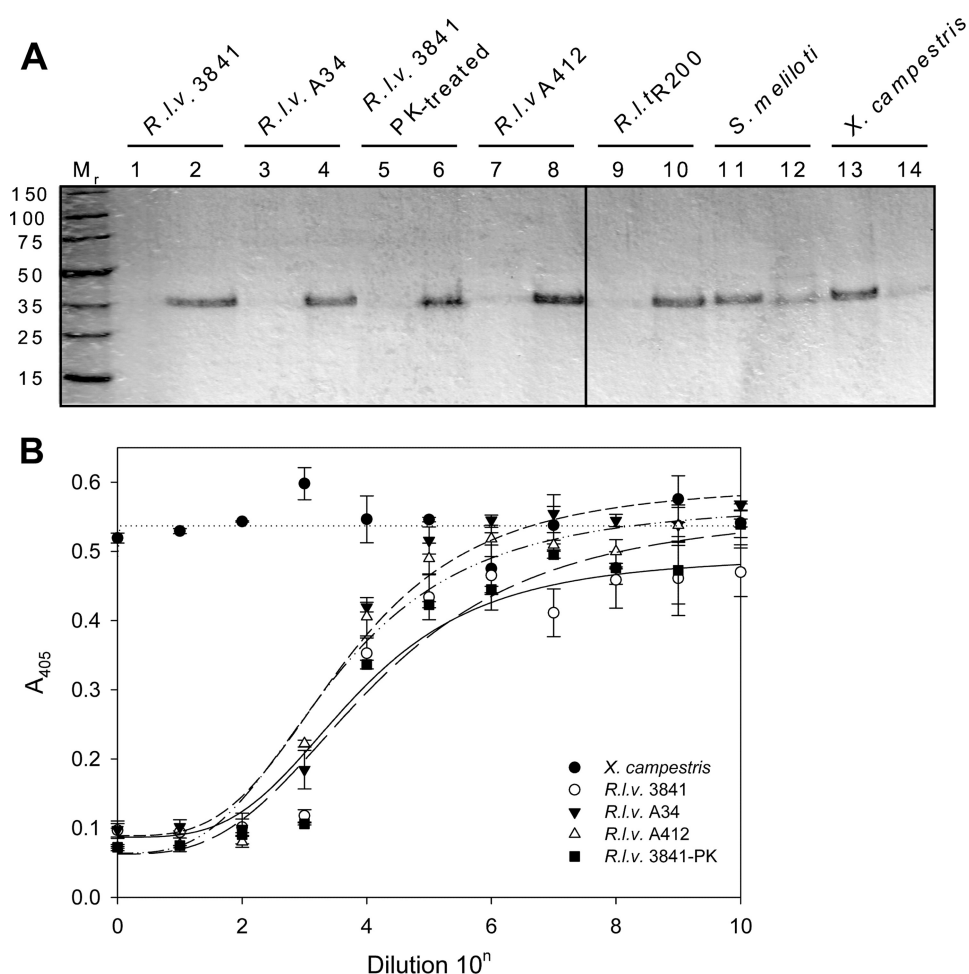 A
R.l.v. 3841
R.l.v. A34
R.l.v. 3841
PK-treated
R.l.v A412
R.l.tR200
S. meliloti
X. campestris
Mr 1 2 3 4 5 6 7 8 9 10 11 12 13 14
150
100
75
50
35
25
15
B
0.6
0.5
0.4
0.3
0.2
0.1
0.0
A405
X. campestris
R.l.v. 3841
R.l.v. A34
R.l.v. A412
R.l.v. 3841-PK
0 2 4 6 8 10
Dilution 10ⁿ